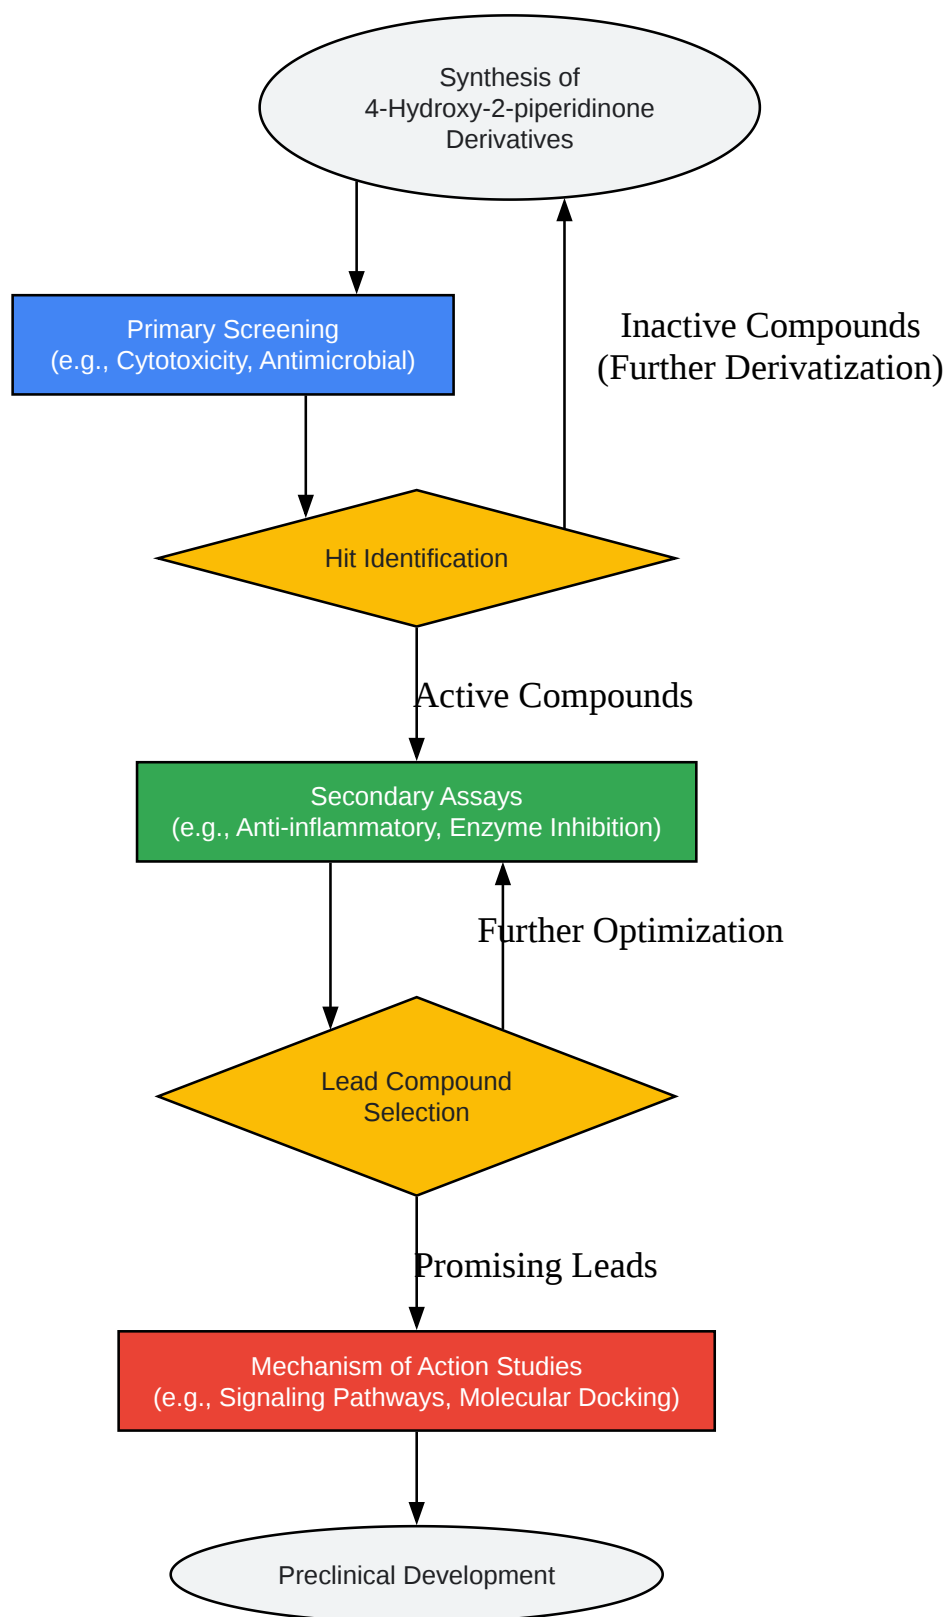 Synthesis of
4-Hydroxy-2-piperidinone
Derivatives
Primary Screening
(e.g., Cytotoxicity, Antimicrobial)
Inactive Compounds
(Further Derivatization)
Hit Identification
Active Compounds
Secondary Assays
(e.g., Anti-inflammatory, Enzyme Inhibition)
Further Optimization
Lead Compound
Selection
Promising Leads
Mechanism of Action Studies
(e.g., Signaling Pathways, Molecular Docking)
Preclinical Development